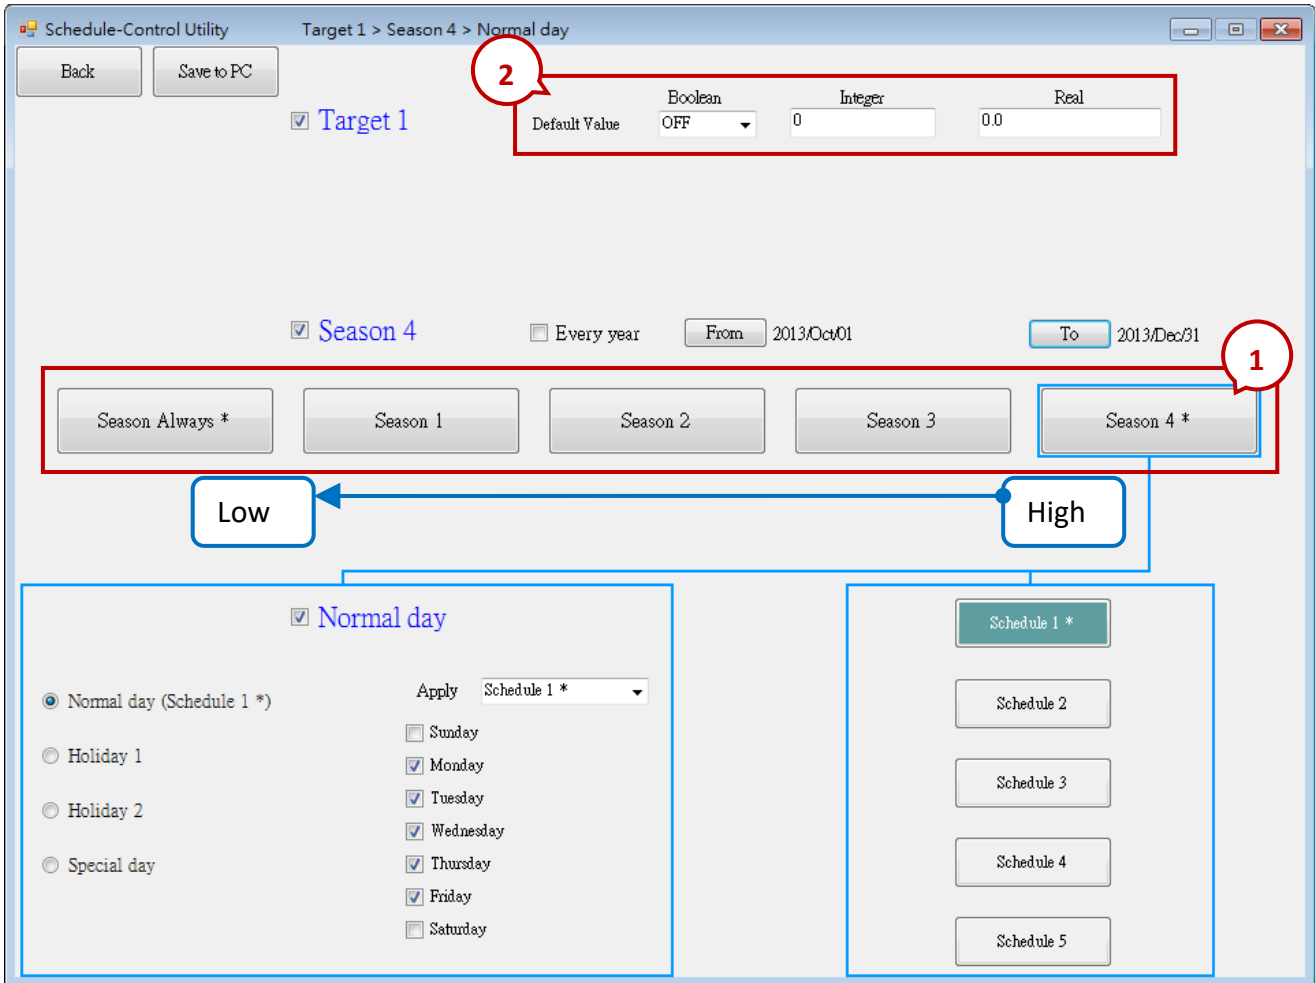 Schedule-Control Utility Target 1 > Season 4 > Normal day
Back Save to PC
2
Boolean Integer Real
Target 1 Default Value OFF 0 0.0
Season 4 Every year From 2013/Oct/01 To 2013/Dec/31
1
Season Always * Season 1 Season 2 Season 3 Season 4 *
Low High
Normal day
Normal day (Schedule 1 *)
Holiday 1
Holiday 2
Special day
Apply Schedule 1 *
Sunday
Monday
Tuesday
Wednesday
Thursday
Friday
Saturday
Schedule 1 *
Schedule 2
Schedule 3
Schedule 4
Schedule 5